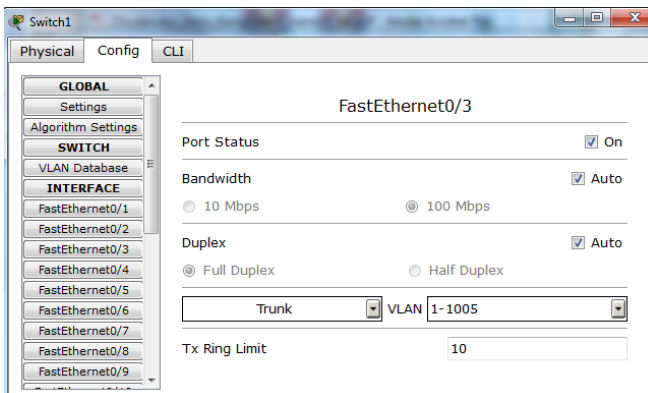 Switch1
Physical Config CLI
GLOBAL
Settings
Algorithm Settings
SWITCH
VLAN Database
INTERFACE
FastEthernet0/1
FastEthernet0/2
FastEthernet0/3
FastEthernet0/4
FastEthernet0/5
FastEthernet0/6
FastEthernet0/7
FastEthernet0/8
FastEthernet0/9
FastEthernet0/3
Port Status On
Bandwidth Auto
10 Mbps 100 Mbps
Duplex Auto
Full Duplex Half Duplex
Trunk VLAN 1-1005
Tx Ring Limit 10